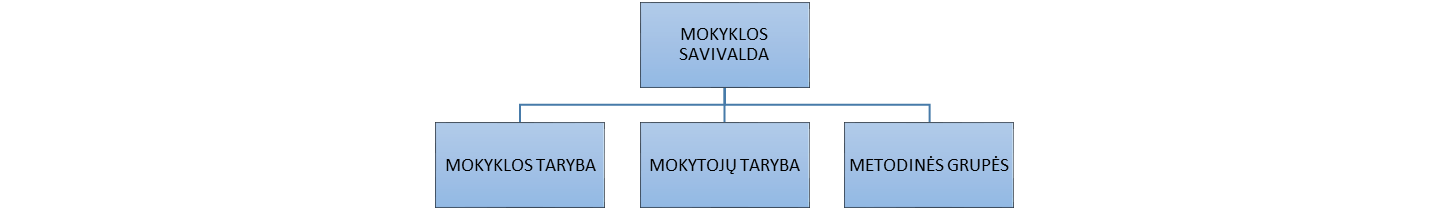 MOKYKLOS
SAVIVALDA
MOKYKLOS TARYBA
MOKYTOJŲ TARYBA
METODINĖS GRUPĖS